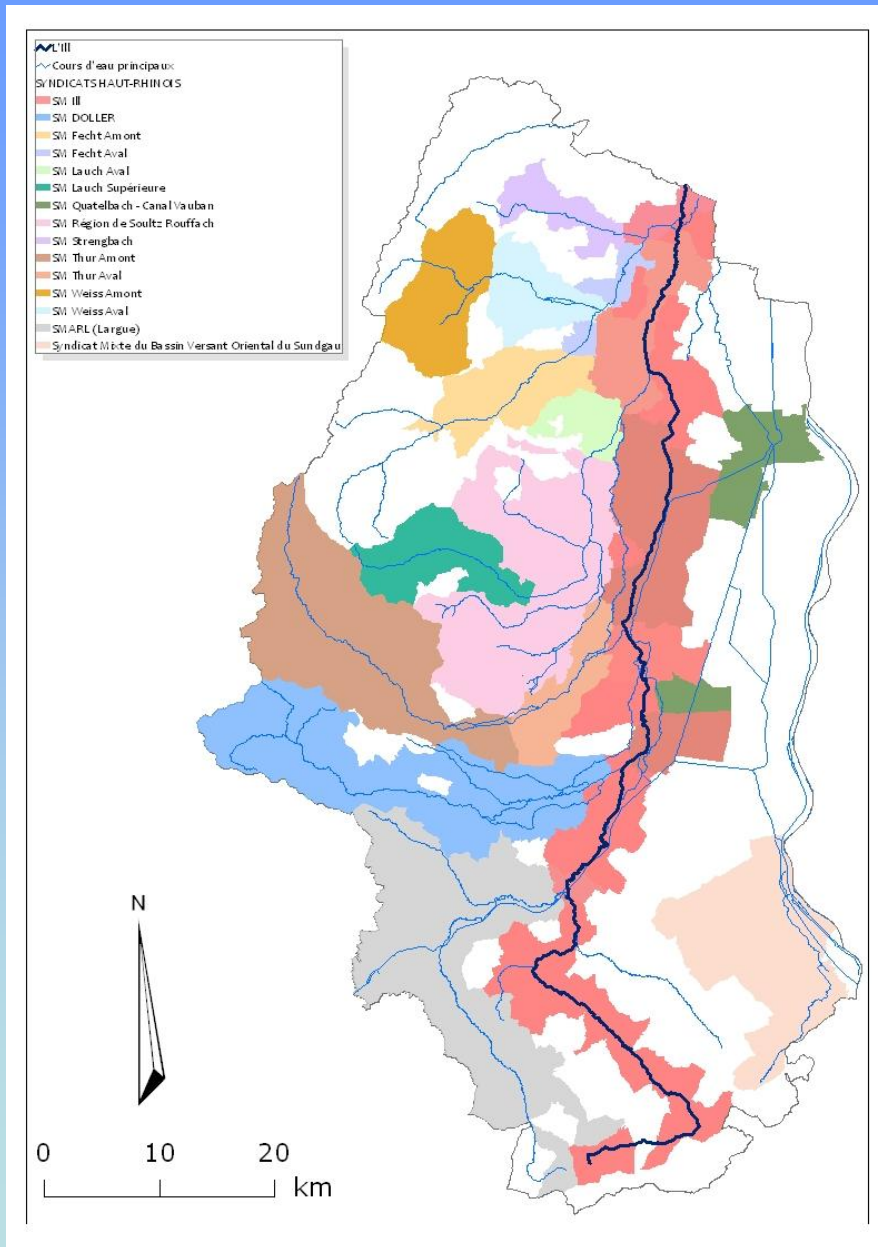 L'Ill
Cours d'eau principaux
SYNDICATS HAUT-RHINOIS
SM Ill
SM DOLLER
SM Fecht Amont
SM Fecht Aval
SM Lauch Aval
SM Lauch Supérieure
SM Quatelbach - Canal Vauban
SM Région de Soultz Rouffach
SM Strengbach
SM Thur Amont
SM Thur Aval
SM Weiss Amont
SM Weiss Aval
SMARL (Largue)
Syndicat Mixte du Bassin Versant Oriental du Sundgau
N
0 10 20
km